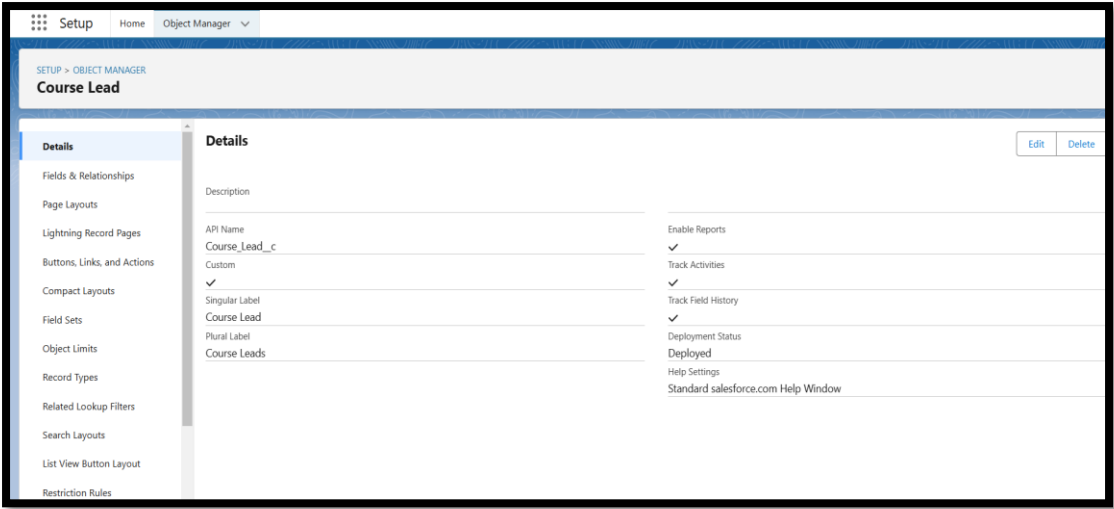 Setup
Home
Object Manager
SETUP > OBJECT MANAGER
Course Lead
Details
Fields & Relationships
Page Layouts
Lightning Record Pages
Buttons, Links, and Actions
Compact Layouts
Field Sets
Object Limits
Record Types
Related Lookup Filters
Search Layouts
List View Button Layout
Restriction Rules
Details
Edit
Delete
Description
API Name
Course_Lead__c
Custom
Singular Label
Course Lead
Plural Label
Course Leads
Enable Reports
Track Activities
Track Field History
Deployment Status
Deployed
Help Settings
Standard salesforce.com Help Window